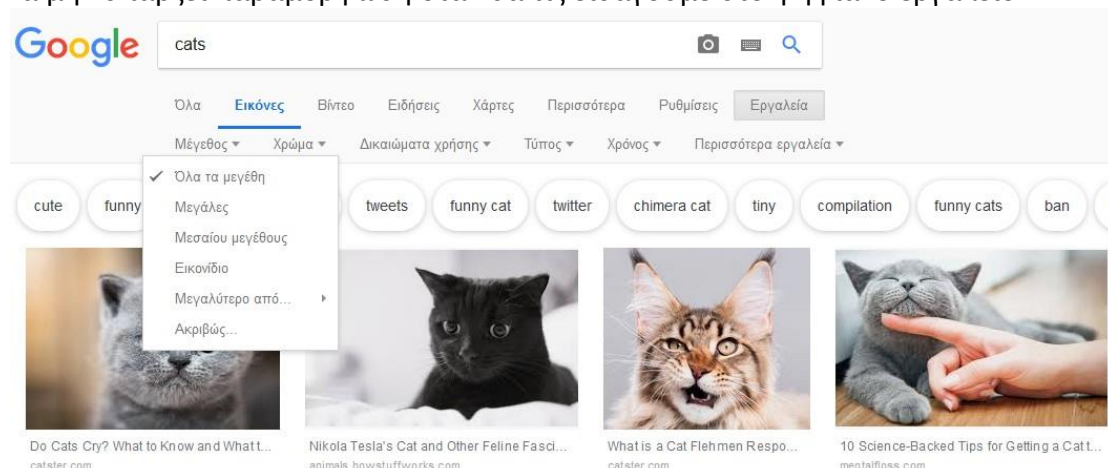 Google cats
Όλα Εικόνες Βίντεο Ειδήσεις Χάρτες Περισσότερα Ρυθμίσεις Εργαλεία
Μέγεθος Χρώμα Δικαιώματα χρήσης Τύπος Χρόνος Περισσότερα εργαλεία
Όλα τα μεγέθη
Μεγάλες
Μεσαίου μεγέθους
Εικονίδιο
Μεγαλύτερο από...
Ακριβώς...
cute funny tweets funny cat twitter chimera cat tiny compilation funny cats ban
Do Cats Cry? What to Know and What t... Nikola Tesla's Cat and Other Feline Fasci... What is a Cat Flehmen Respo... 10 Science-Backed Tips for Getting a Cat t...
catster.com animals.howstuffworks.com catster.com mentalfloss.com